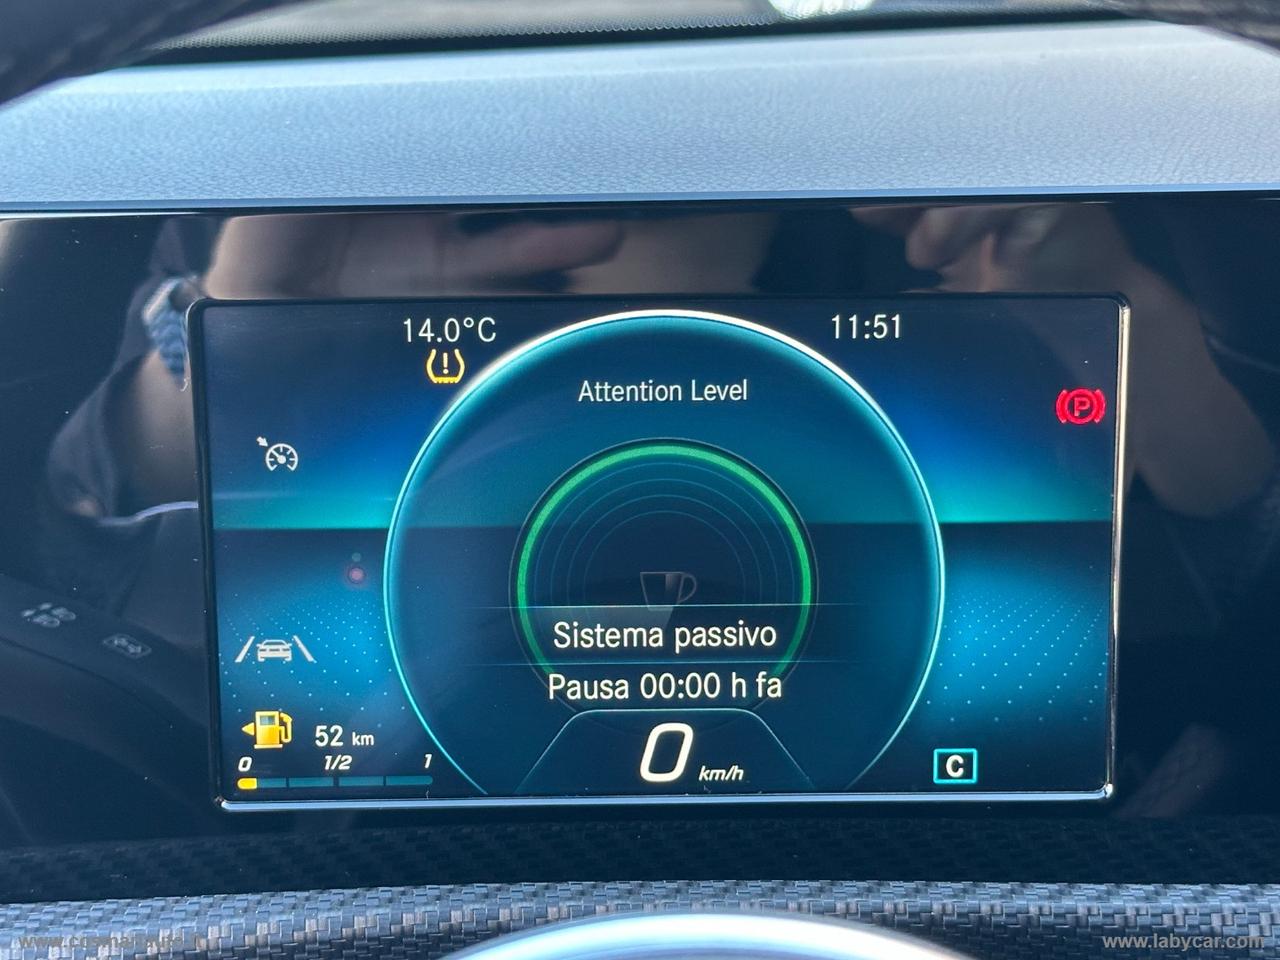 14.0°C
11:51
Attention Level
P
Sistema passivo
Pausa 00:00 h fa
52 km
0 1/2 1
0 km/h
C
www.labycar.com